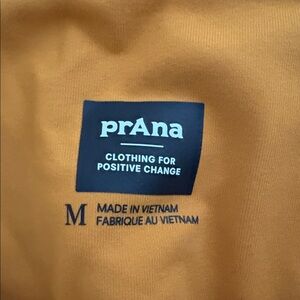 prAna
CLOTHING FOR
POSITIVE CHANGE
M MADE IN VIETNAM
FABRIQUE AU VIETNAM